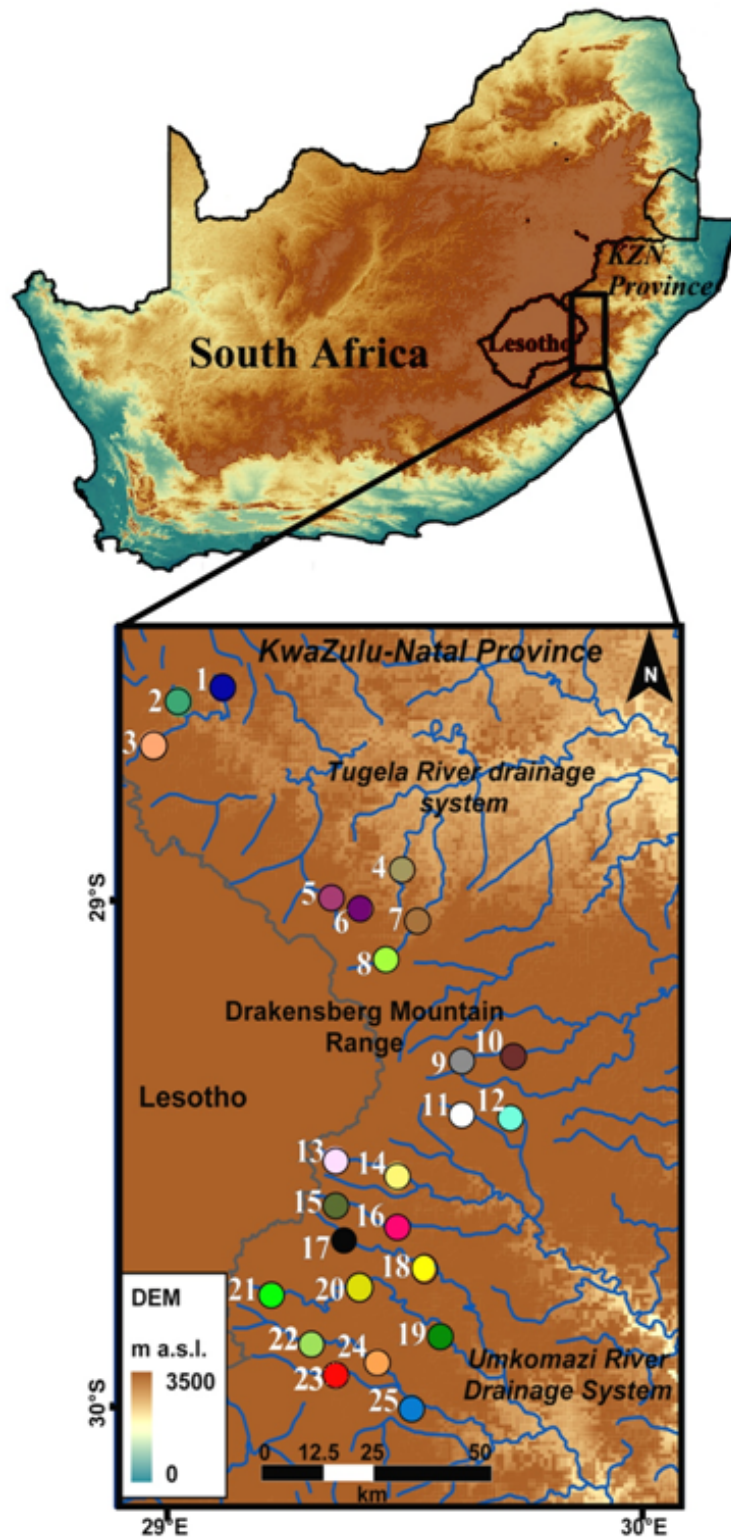 KZN
Province
South Africa
Lesotho
KwaZulu-Natal Province
N
1
2
3
Tugela River drainage
system
4
29°S
5
6
7
8
Drakensberg Mountain
Range
9
10
Lesotho
11
12
13
14
15
16
17
18
DEM
21
20
m a.s.l.
19
3500
22
24
Umkomazi River
Drainage System
23
30°S
25
0
0 12.5 25 50
km
29°E
30°E